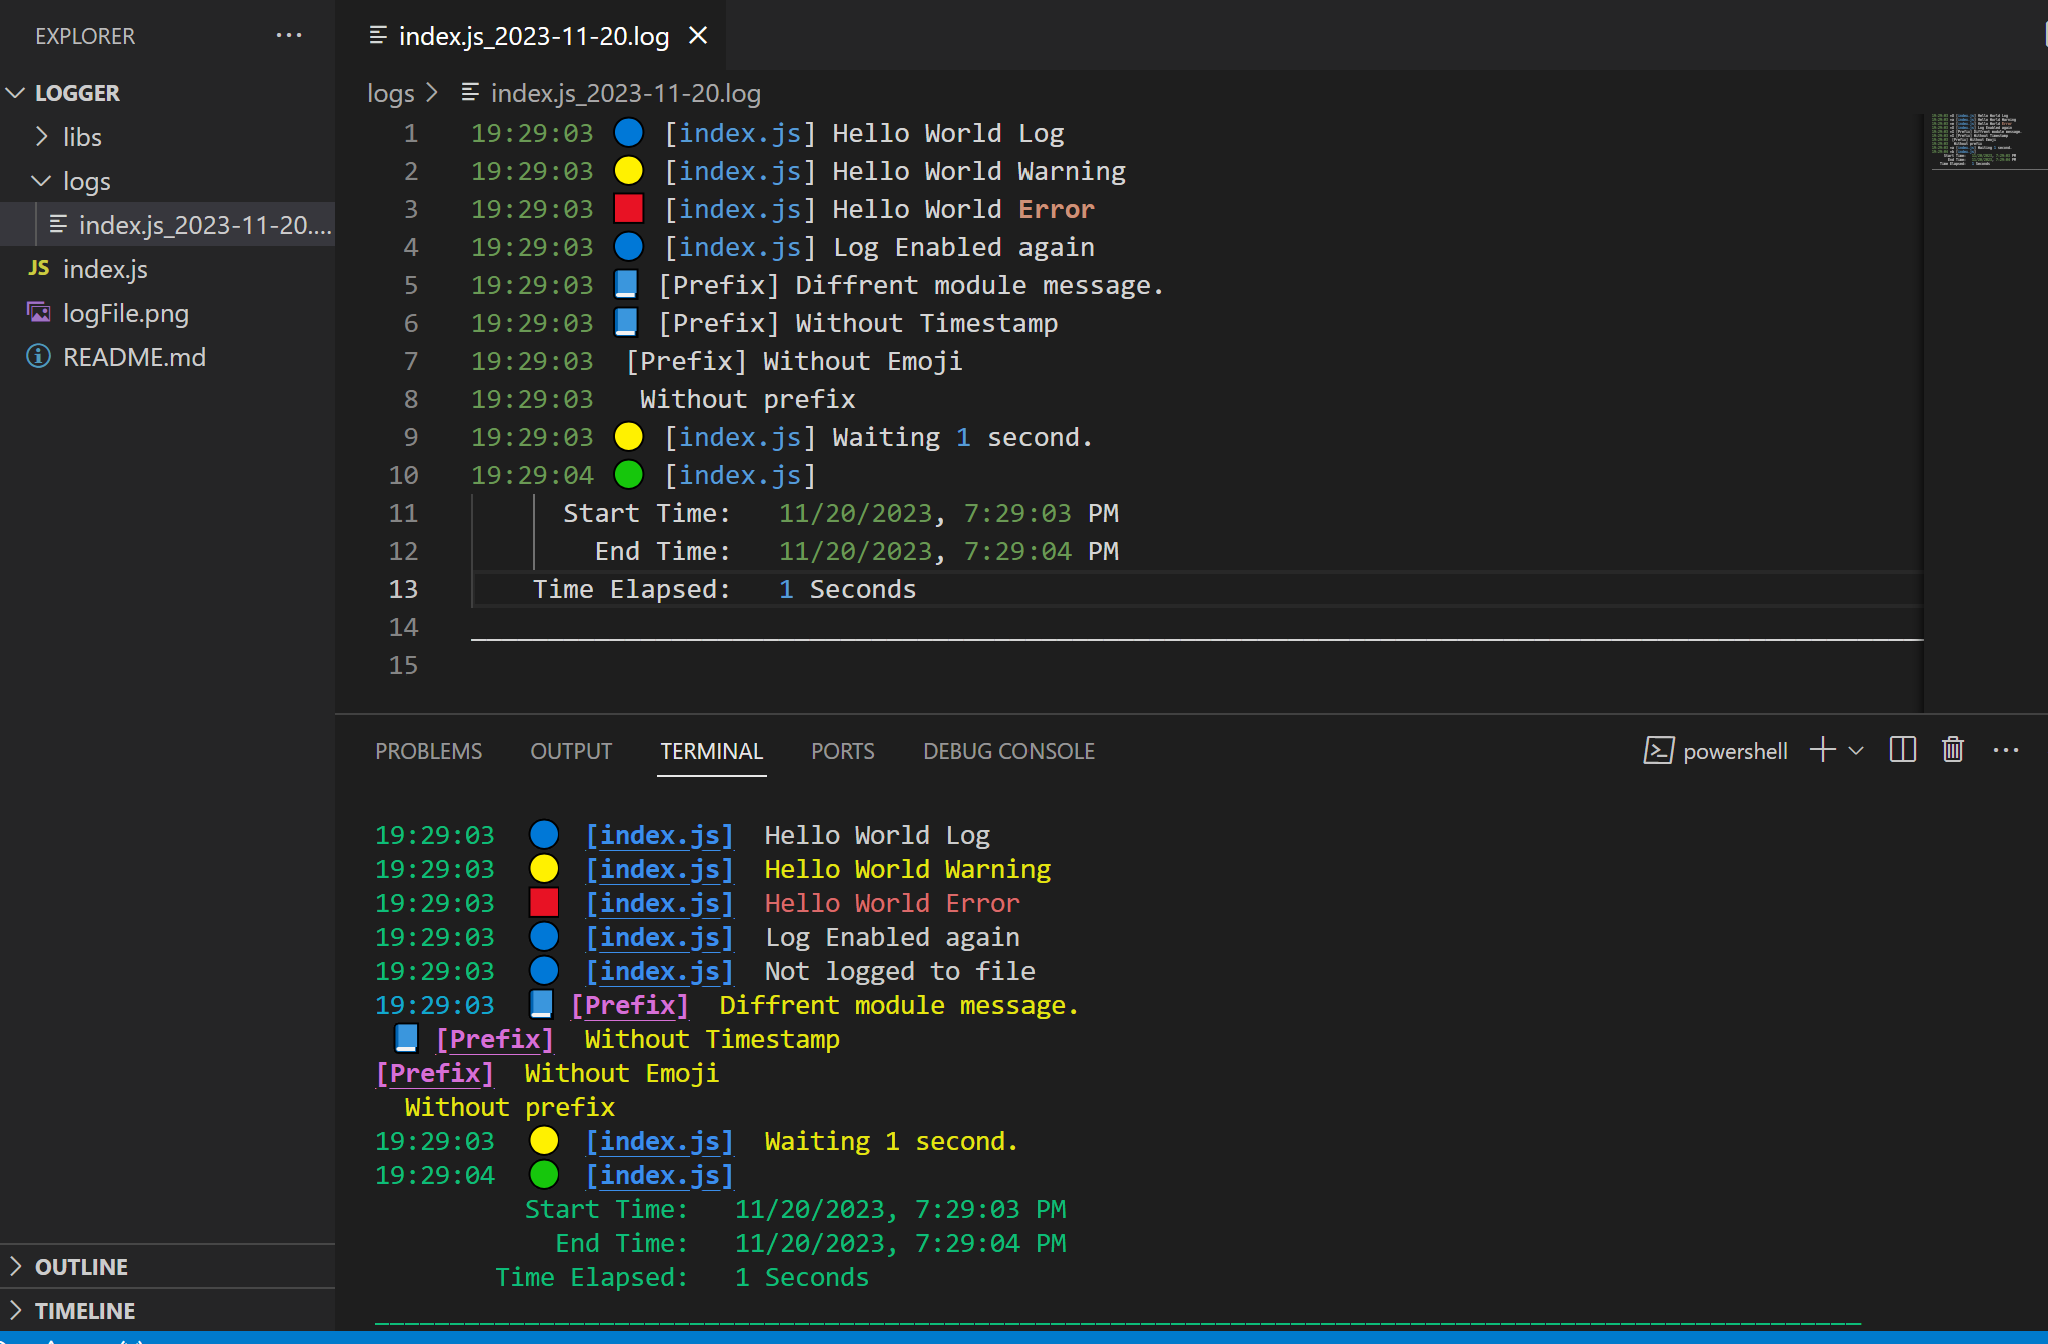 EXPLORER
LOGGER
libs
logs
index.js_2023-11-20....
JS index.js
logFile.png
README.md
OUTLINE
TIMELINE
index.js_2023-11-20.log
logs > index.js_2023-11-20.log
1 19:29:03 🔵 [index.js] Hello World Log
2 19:29:03 🟡 [index.js] Hello World Warning
3 19:29:03 🟥 [index.js] Hello World Error
4 19:29:03 🔵 [index.js] Log Enabled again
5 19:29:03 📘 [Prefix] Diffrent module message.
6 19:29:03 📘 [Prefix] Without Timestamp
7 19:29:03 [Prefix] Without Emoji
8 19:29:03 Without prefix
9 19:29:03 🟡 [index.js] Waiting 1 second.
10 19:29:04 🟢 [index.js]
11 Start Time: 11/20/2023, 7:29:03 PM
12 End Time: 11/20/2023, 7:29:04 PM
13 Time Elapsed: 1 Seconds
14
15
PROBLEMS OUTPUT TERMINAL PORTS DEBUG CONSOLE powershell
19:29:03 🔵 [index.js] Hello World Log
19:29:03 🟡 [index.js] Hello World Warning
19:29:03 🟥 [index.js] Hello World Error
19:29:03 🔵 [index.js] Log Enabled again
19:29:03 🔵 [index.js] Not logged to file
19:29:03 📘 [Prefix] Diffrent module message.
📘 [Prefix] Without Timestamp
[Prefix] Without Emoji
Without prefix
19:29:03 🟡 [index.js] Waiting 1 second.
19:29:04 🟢 [index.js]
Start Time: 11/20/2023, 7:29:03 PM
End Time: 11/20/2023, 7:29:04 PM
Time Elapsed: 1 Seconds